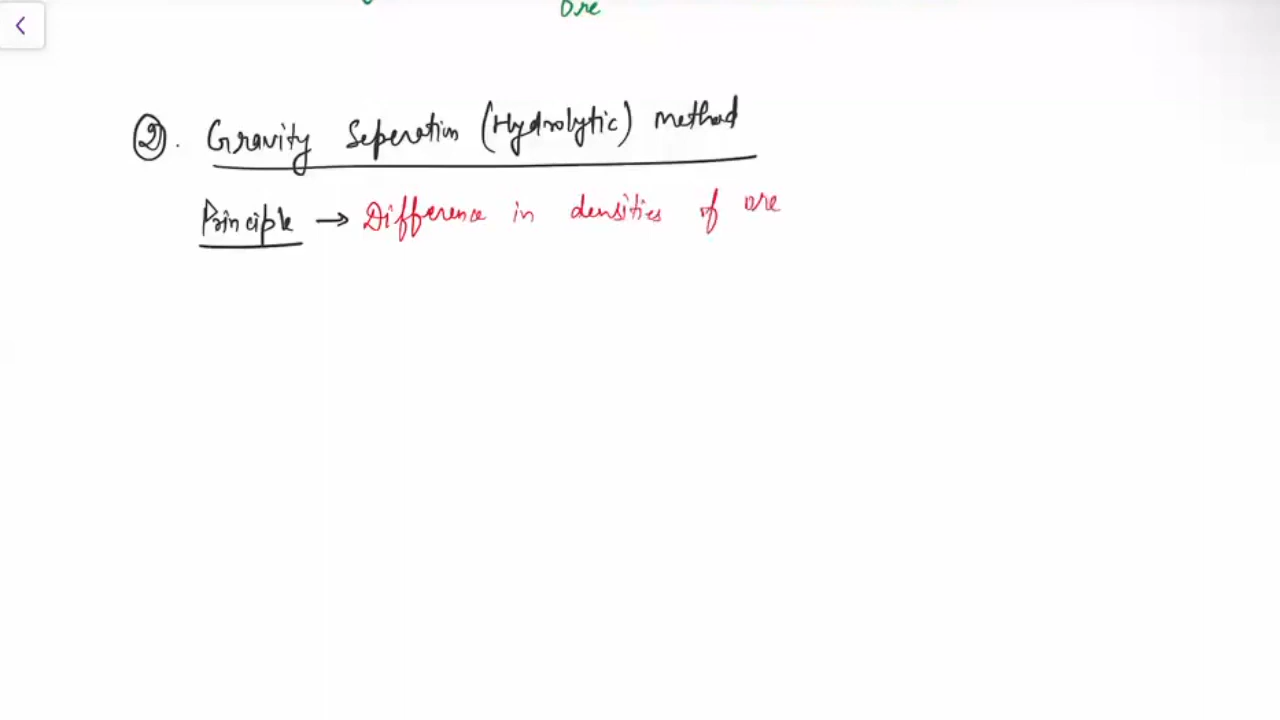 Ore
②. Gravity Seperation (Hydrolytic) method
Principle → Difference in densities of ore